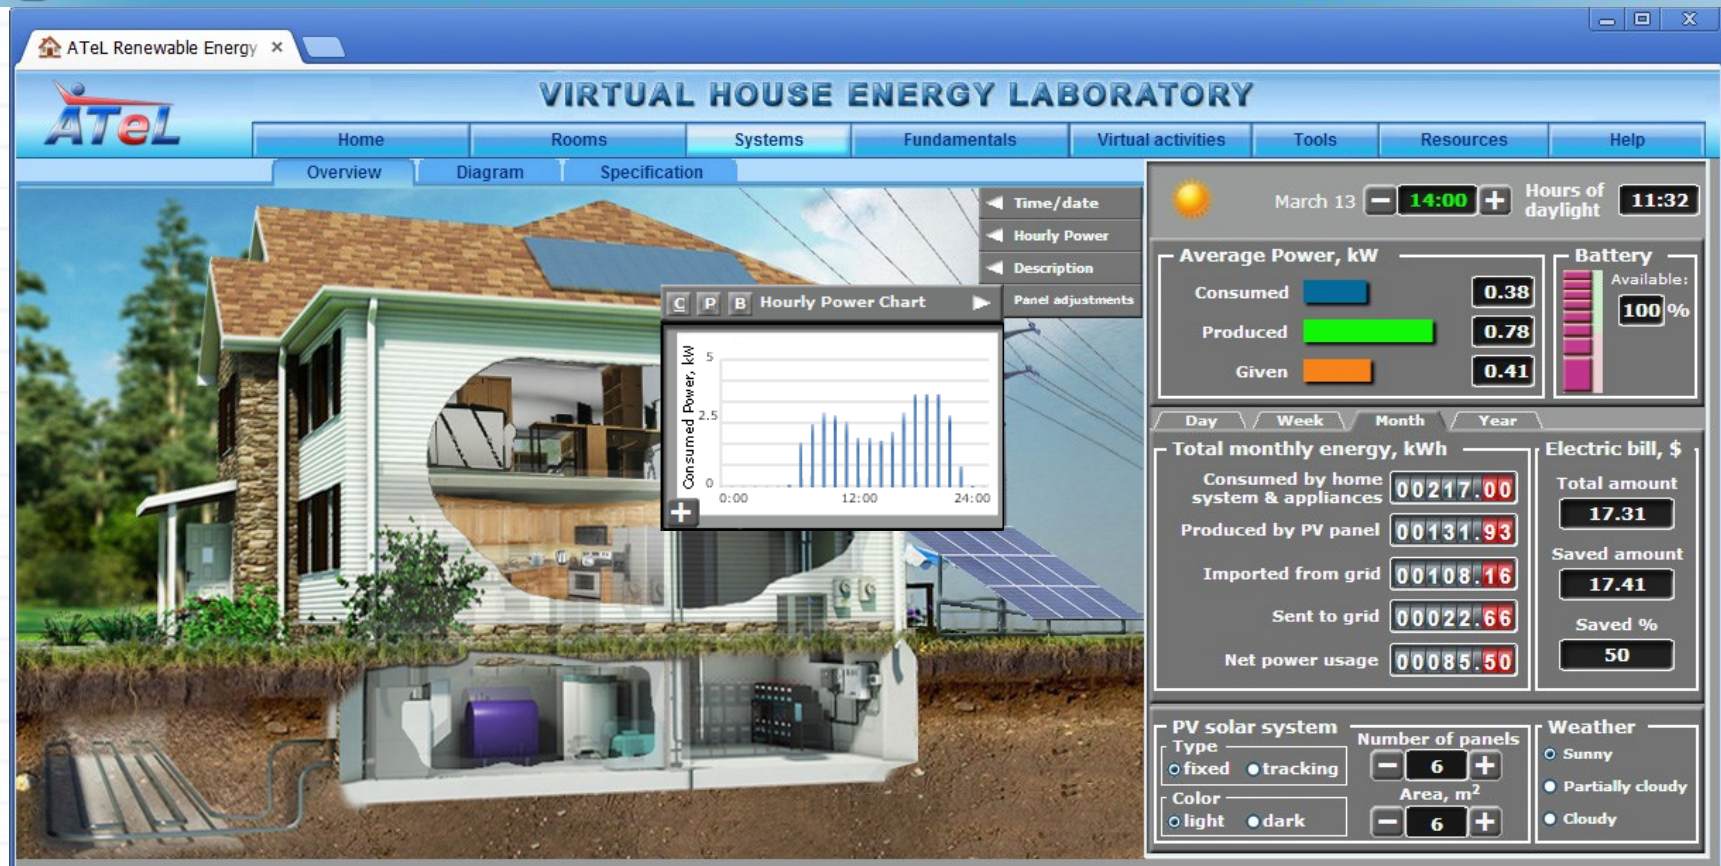 ATeL Renewable Energy ×
ATeL
VIRTUAL HOUSE ENERGY LABORATORY
Home Rooms Systems Fundamentals Virtual activities Tools Resources Help
Overview Diagram Specification
Time/date
Hourly Power
Description
Panel adjustments
C P B Hourly Power Chart
Consumed Power, kW
5
2.5
0
0:00 12:00 24:00
+
March 13 − 14:00 + Hours of daylight 11:32
Average Power, kW
Consumed 0.38
Produced 0.78
Given 0.41
Battery
Available:
100 %
Day Week Month Year
Total monthly energy, kWh
Consumed by home
system & appliances 00217.00
Produced by PV panel 00131.93
Imported from grid 00108.16
Sent to grid 00022.66
Net power usage 00085.50
Electric bill, $
Total amount
17.31
Saved amount
17.41
Saved %
50
PV solar system
Type
fixed tracking
Color
light dark
Number of panels
− 6 +
Area, m²
− 6 +
Weather
Sunny
Partially cloudy
Cloudy